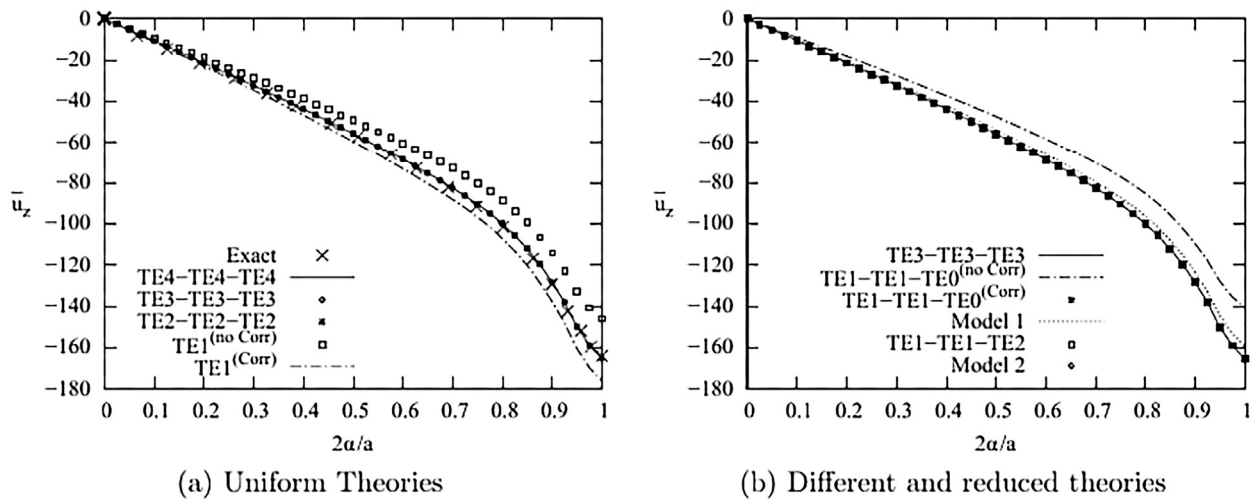 0
−20
−40
−60
−80
−100
−120
−140
−160
−180
u̅z
Exact
TE4−TE4−TE4
TE3−TE3−TE3
TE2−TE2−TE2
TE1(no Corr)
TE1(Corr)
0 0.1 0.2 0.3 0.4 0.5 0.6 0.7 0.8 0.9 1
2α/a
(a) Uniform Theories
0
−20
−40
−60
−80
−100
−120
−140
−160
−180
u̅z
TE3−TE3−TE3
TE1−TE1−TE0(no Corr)
TE1−TE1−TE0(Corr)
Model 1
TE1−TE1−TE2
Model 2
0 0.1 0.2 0.3 0.4 0.5 0.6 0.7 0.8 0.9 1
2α/a
(b) Different and reduced theories